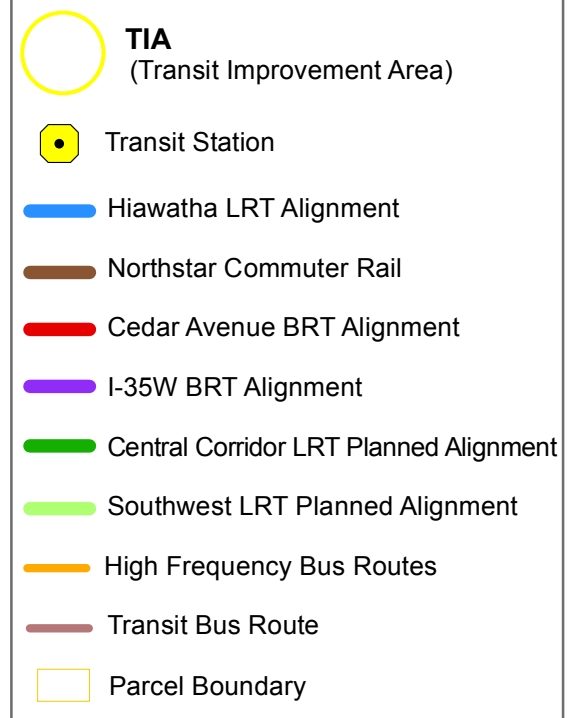 TIA
(Transit Improvement Area)
Transit Station
Hiawatha LRT Alignment
Northstar Commuter Rail
Cedar Avenue BRT Alignment
I-35W BRT Alignment
Central Corridor LRT Planned Alignment
Southwest LRT Planned Alignment
High Frequency Bus Routes
Transit Bus Route
Parcel Boundary